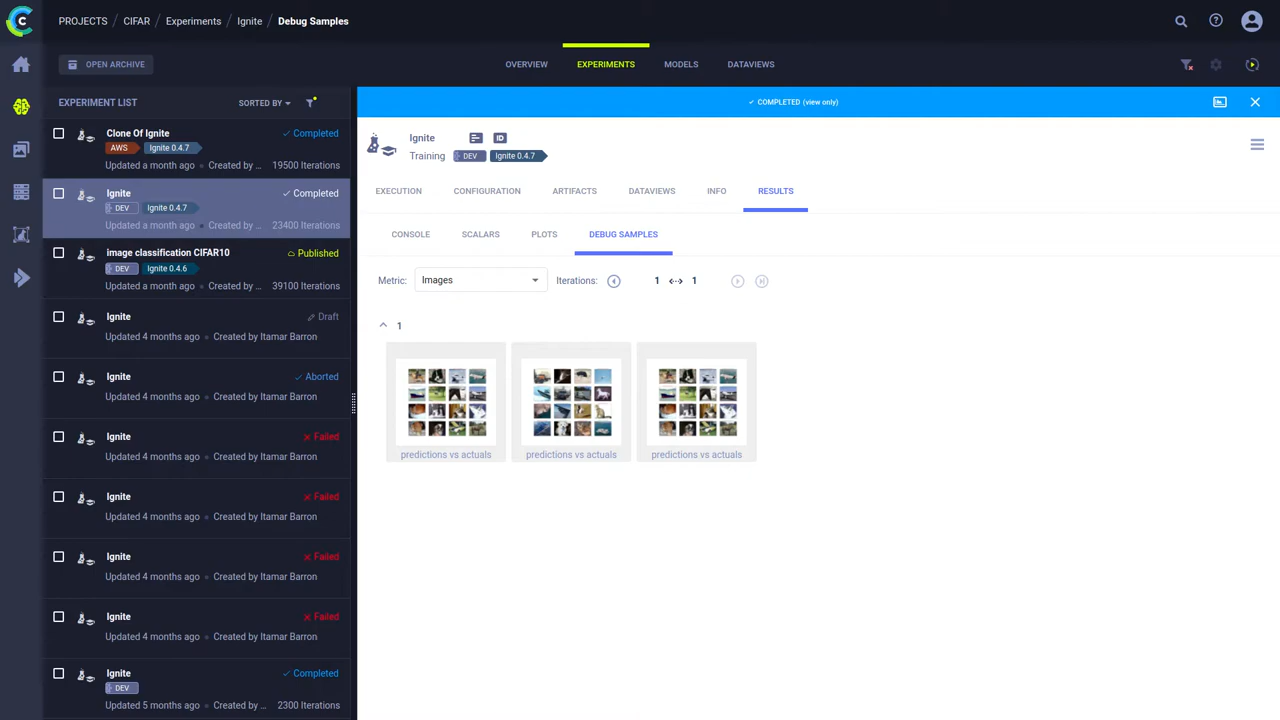 PROJECTS / CIFAR / Experiments / Ignite / Debug Samples
OPEN ARCHIVE
OVERVIEW EXPERIMENTS MODELS DATAVIEWS
EXPERIMENT LIST SORTED BY
Clone Of Ignite Completed
AWS Ignite 0.4.7
Updated a month ago Created by ... 19500 Iterations
Ignite Completed
DEV Ignite 0.4.7
Updated a month ago Created by ... 23400 Iterations
image classification CIFAR10 Published
DEV Ignite 0.4.6
Updated a month ago Created by ... 39100 Iterations
Ignite Draft
Updated 4 months ago Created by Itamar Barron
Ignite Aborted
Updated 4 months ago Created by Itamar Barron
Ignite Failed
Updated 4 months ago Created by Itamar Barron
Ignite Failed
Updated 4 months ago Created by Itamar Barron
Ignite Failed
Updated 4 months ago Created by Itamar Barron
Ignite Failed
Updated 4 months ago Created by Itamar Barron
Ignite Completed
DEV
Updated 5 months ago Created by ... 2300 Iterations
COMPLETED (view only)
Ignite ID
Training DEV Ignite 0.4.7
EXECUTION CONFIGURATION ARTIFACTS DATAVIEWS INFO RESULTS
CONSOLE SCALARS PLOTS DEBUG SAMPLES
Metric: Images Iterations: 1 1
1
predictions vs actuals predictions vs actuals predictions vs actuals